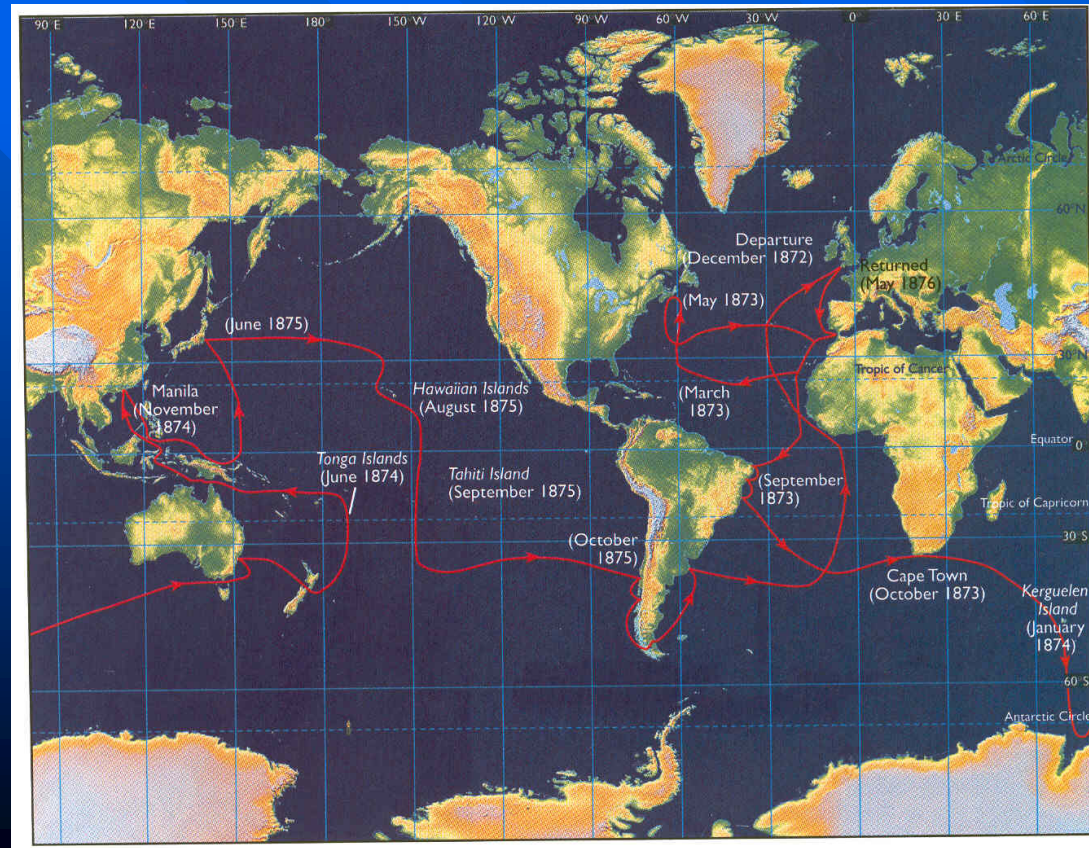 90°E 120°E 150°E 180° 150°W 120°W 90°W 60°W 30°W 0° 30°E 60°E
Arctic Circle
60°N
Departure
(December 1872)
Returned
(May 1876)
(May 1873)
(June 1875)
30°N
Tropic of Cancer
Manila
(November
1874)
Hawaiian Islands
(August 1875)
(March
1873)
Equator 0
Tonga Islands
(June 1874)
Tahiti Island
(September 1875)
(September
1873)
Tropic of Capricorn
30°S
(October
1875)
Cape Town
(October 1873)
Kerguelen
Island
(January
1874)
60°S
Antarctic Circle